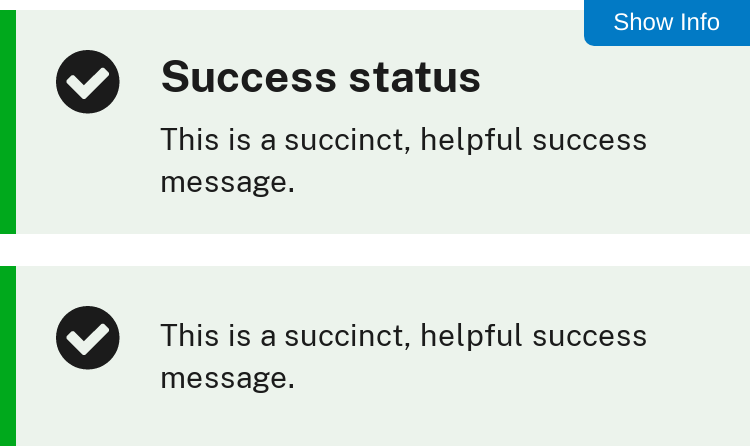 Show Info
Success status
This is a succinct, helpful success
message.
This is a succinct, helpful success
message.